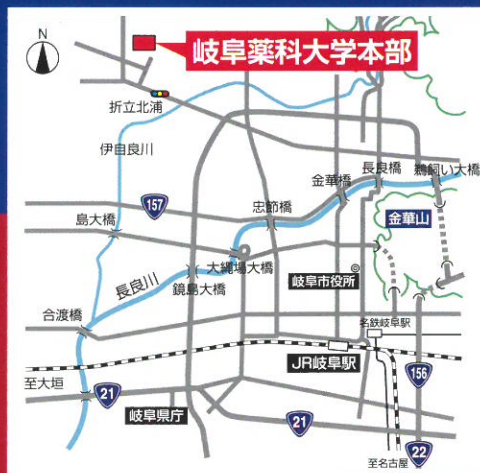 N
岐阜薬科大学本部
折立北浦
伊自良川
鵜飼い大橋
長良橋
金華橋
157
忠節橋
金華山
島大橋
大縄場大橋
長良川
鏡島大橋
岐阜市役所
合渡橋
名鉄岐阜駅
JR岐阜駅
至大垣
21
156
岐阜県庁
21
22
至名古屋